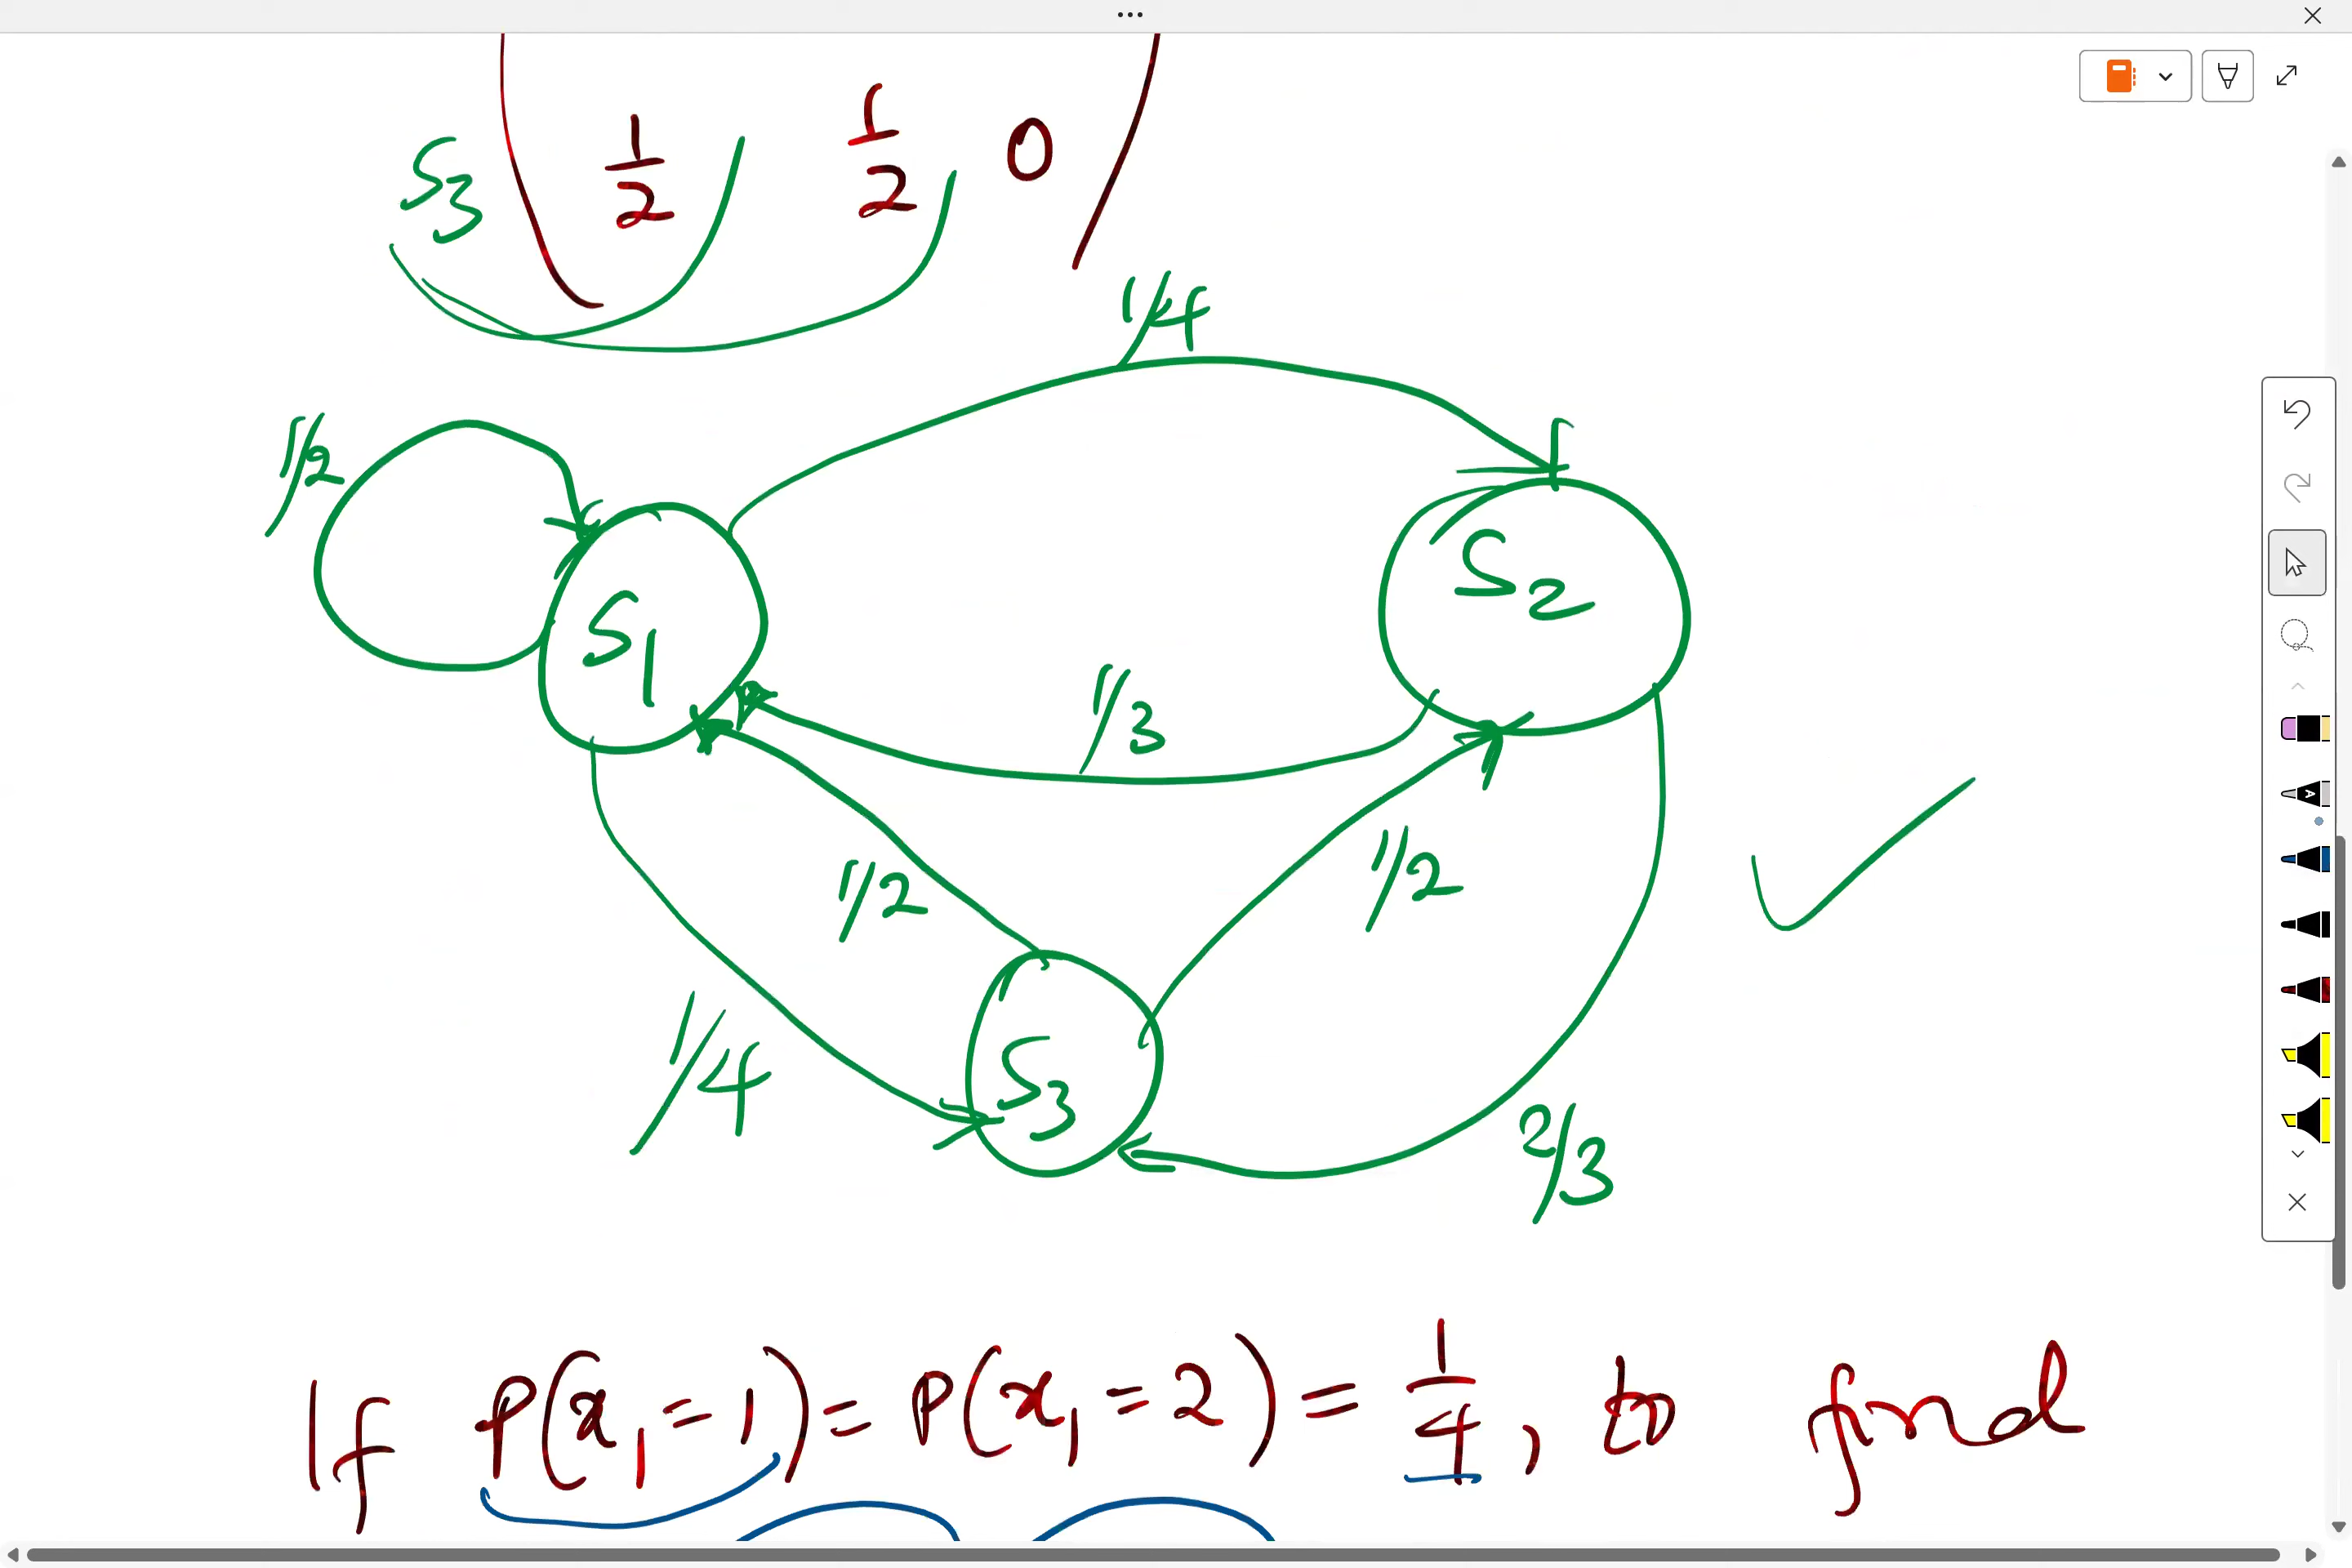 S3 1/2 1/2 0
1/4
1/2
S1
S2
1/3
1/2
1/2
1/4
S3
2/3
If P(x1=1) = P(x1=2) = 1/4, to find